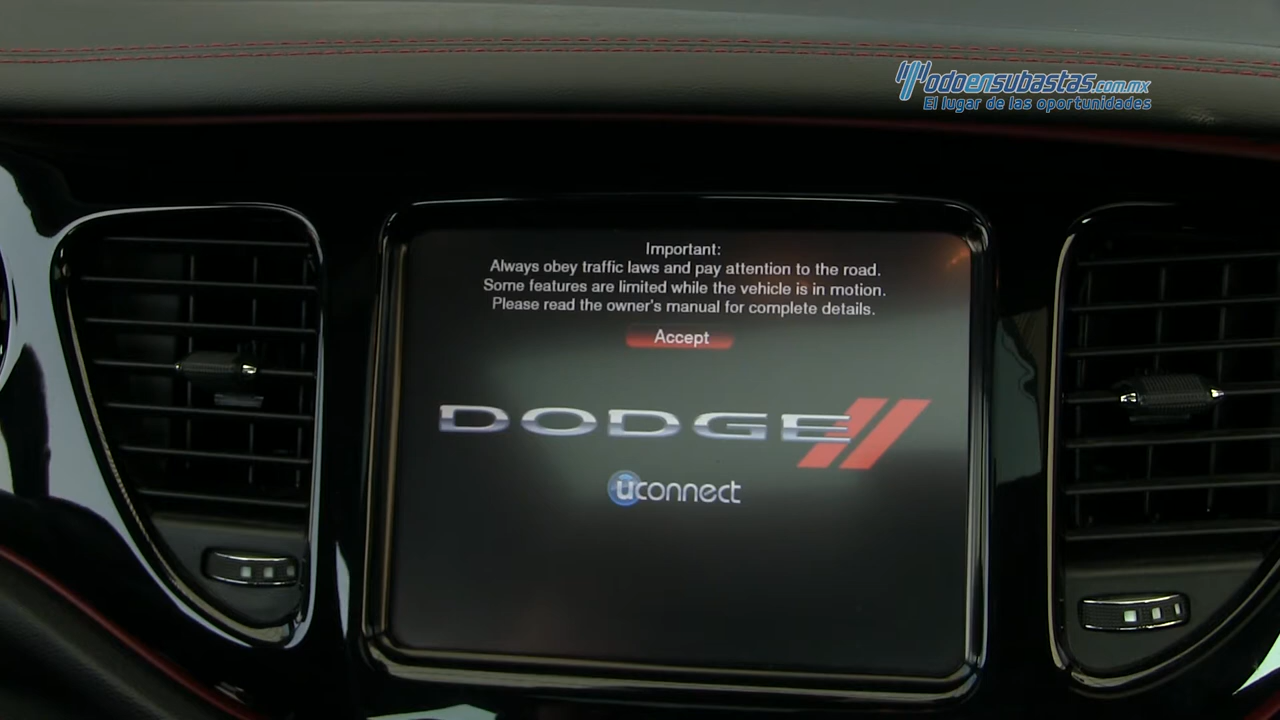 Todoensubastas.com.mx
El lugar de las oportunidades
Important:
Always obey traffic laws and pay attention to the road.
Some features are limited while the vehicle is in motion.
Please read the owner's manual for complete details.
Accept
DODGE
uconnect